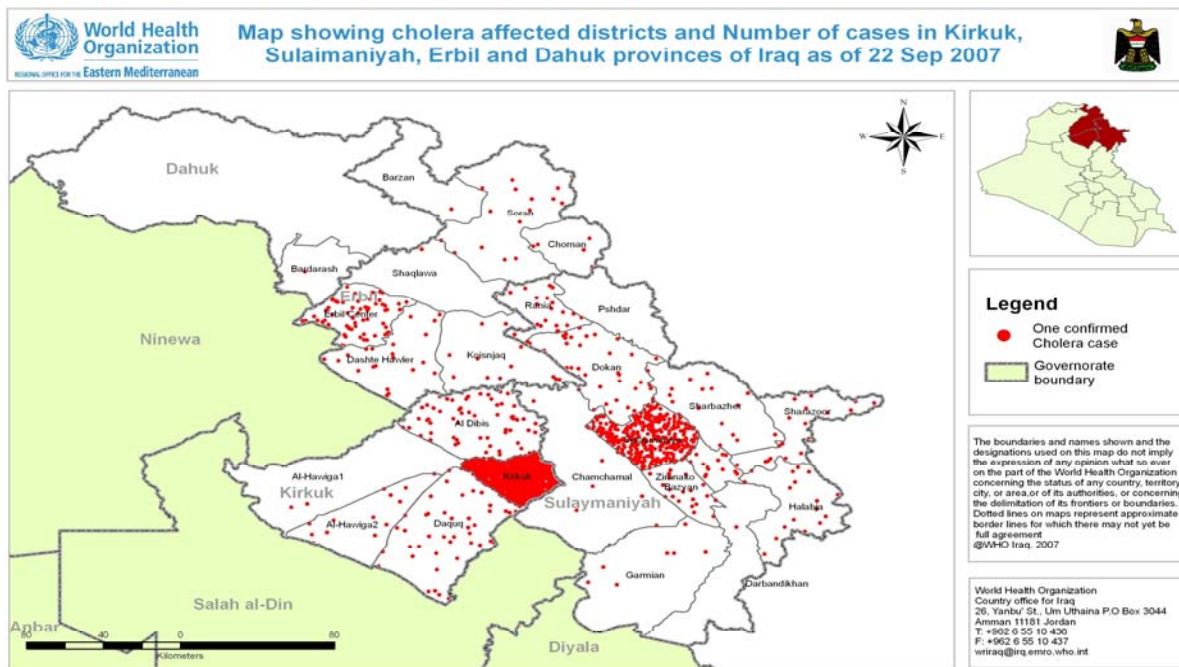 World Health
Organization
REGIONAL OFFICE FOR THE Eastern Mediterranean
Map showing cholera affected districts and Number of cases in Kirkuk,
Sulaimaniyah, Erbil and Dahuk provinces of Iraq as of 22 Sep 2007
N
W E
S
Dahuk
Barzan
Soran
Choman
Bardarash
Shaqlawa
Erbil
Rania
Pshdar
Erbil Center
Ninewa
Dashte Hawler
Koisnjaq
Dokan
Sharbazher
Sharazoor
Al Dibis
Al-Hawiga1
Kirkuk
Kirkuk
Chamchamal
Bazyan
Sulaymaniyah
Halabja
Al-Hawiga2
Daquq
Garmian
Darbandikhan
Salah al-Din
Anbar
Diyala
80 40 0 80
Kilometers
Legend
One confirmed
Cholera case
Governorate
boundary
The boundaries and names shown and the
designations used on this map do not imply
the expression of any opinion what so ever
on the part of the World Health Organization
concerning the status of any country, territory,
city, or area,or of its authorities, or concerning
the delimitation of its frontiers or boundaries.
Dotted lines on maps represent approximate
border lines for which there may not yet be
full agreement
@WHO Iraq. 2007
World Health Organization
Country office for Iraq
26, Yanbu' St., Um Uthaina P.O Box 3044
Amman 11181 Jordan
T: +962 6 55 10 436
F: +962 6 55 10 437
wriraq@irq.emro.who.int